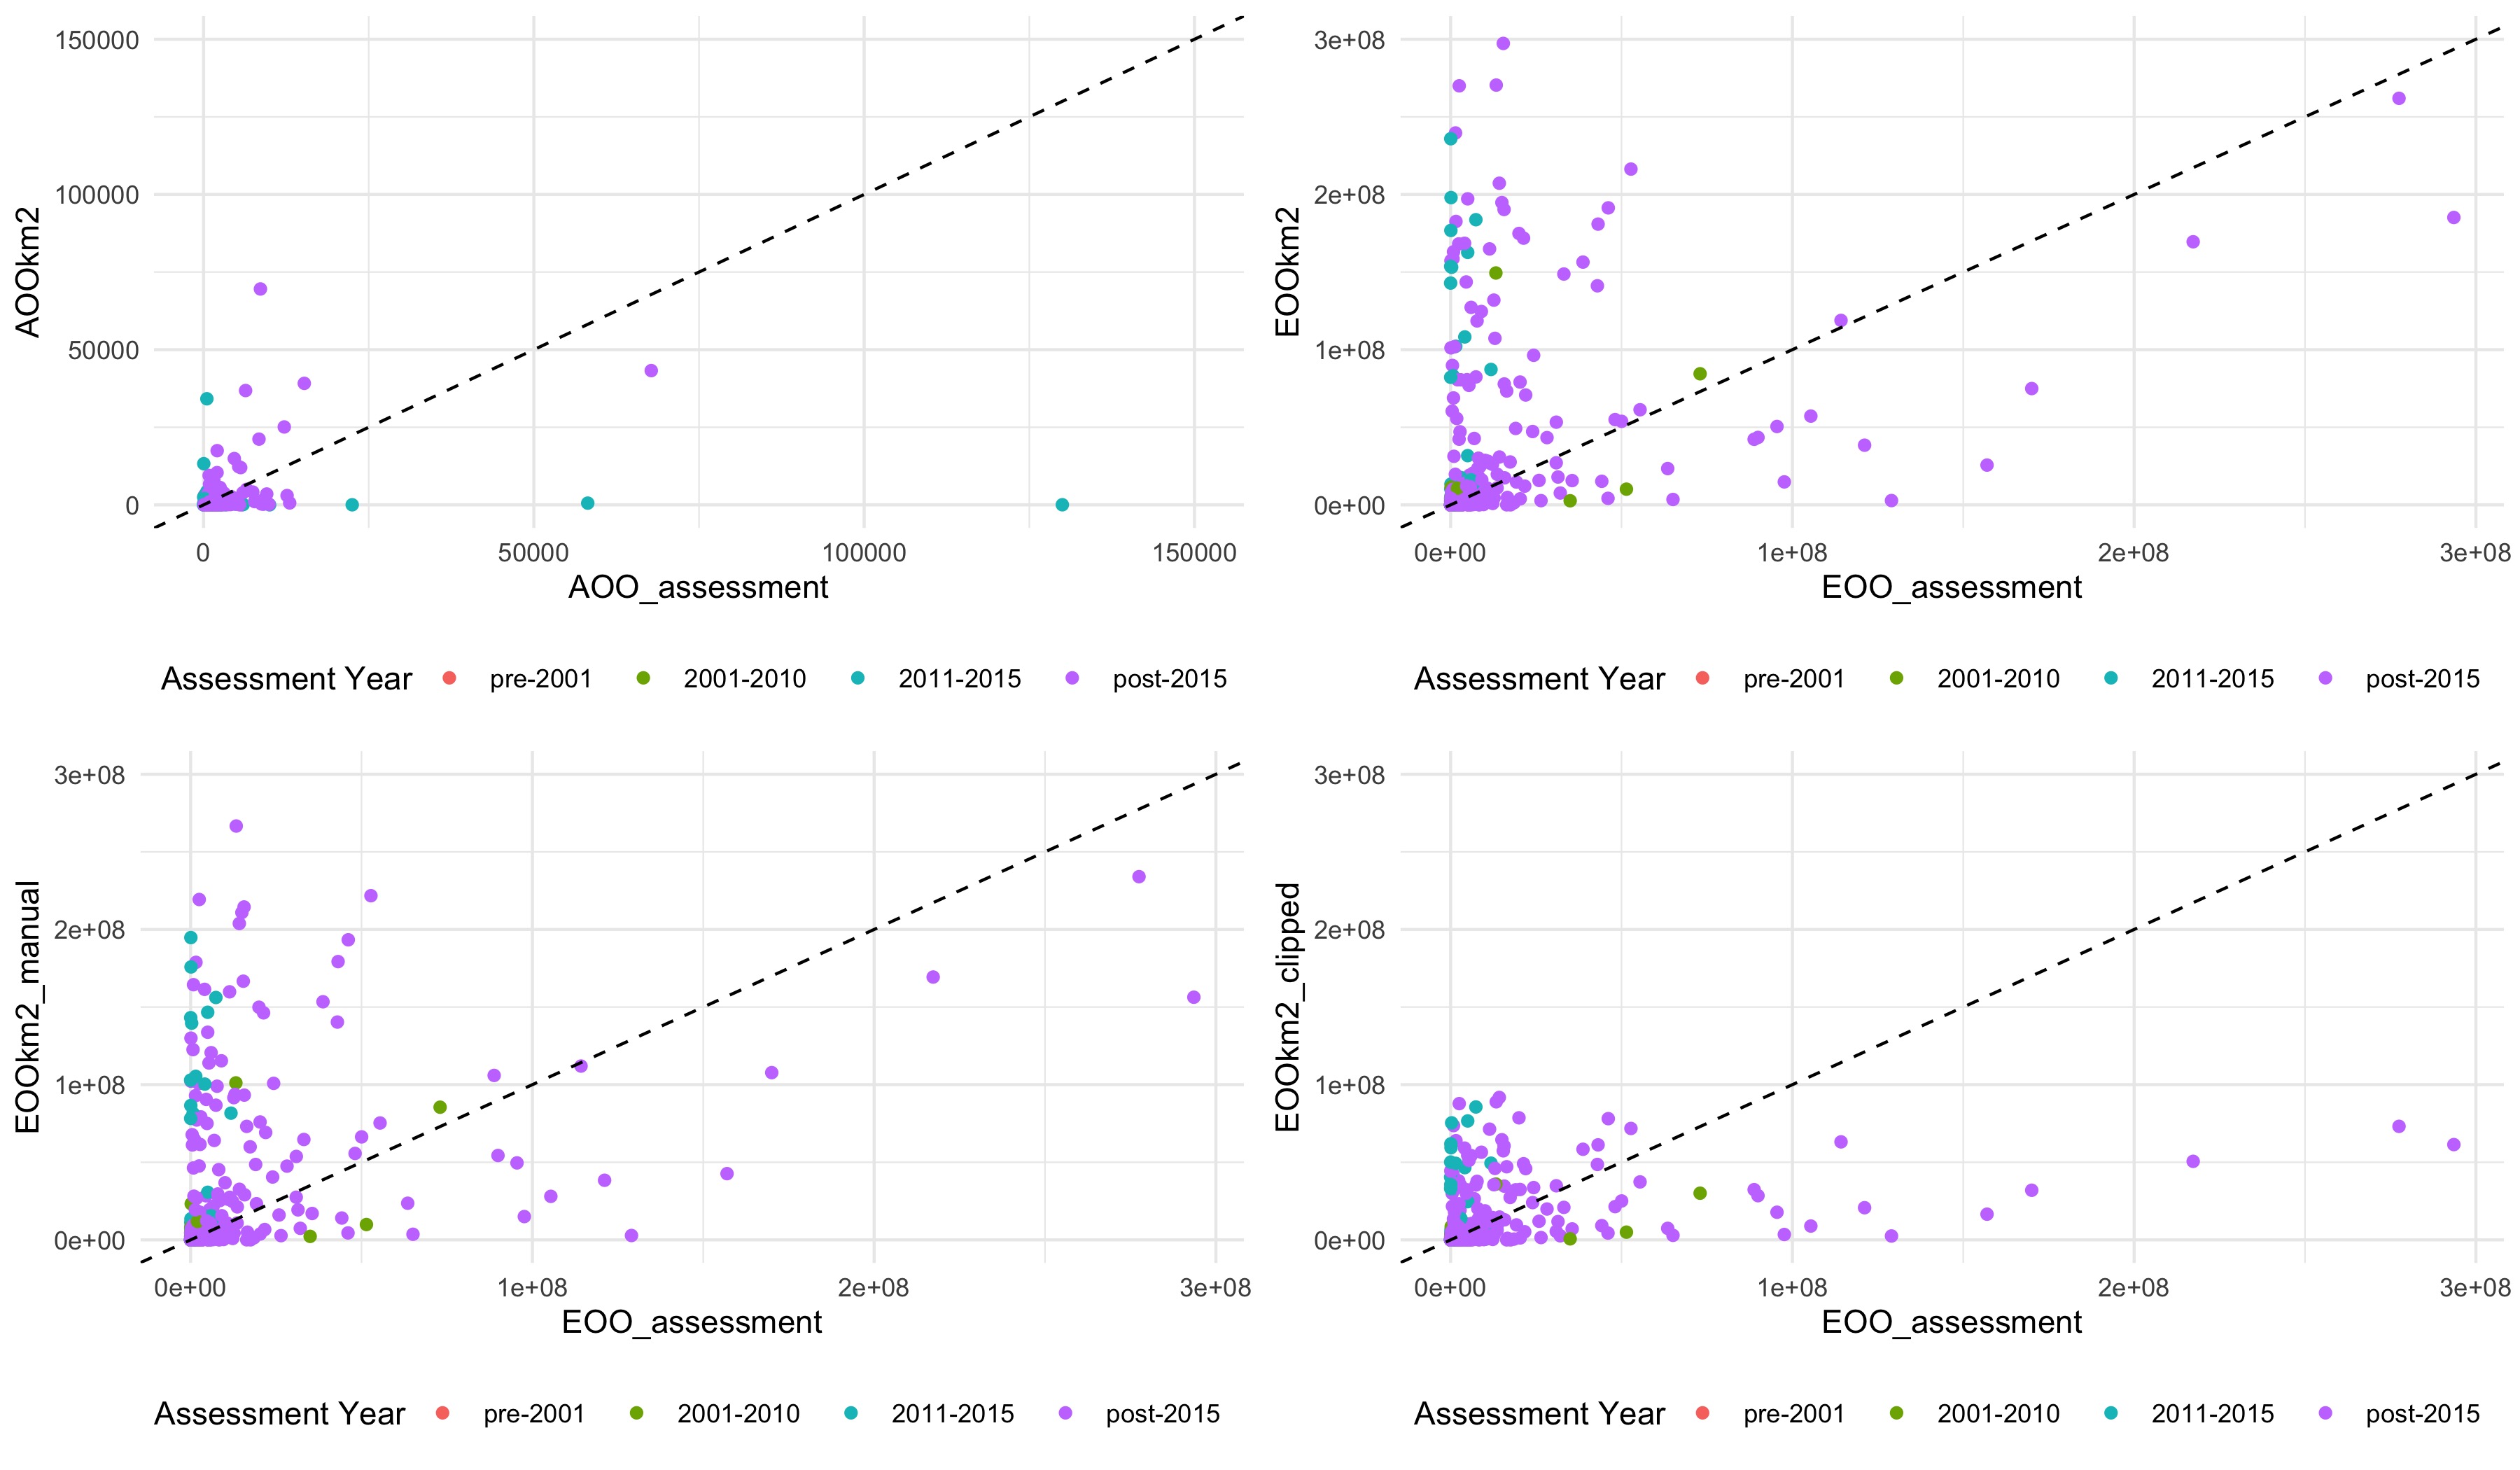 150000
100000
50000
0
AOOkm2
0 50000 100000 150000
AOO_assessment
Assessment Year pre-2001 2001-2010 2011-2015 post-2015
3e+08
2e+08
1e+08
0e+00
EOOkm2
0e+00 1e+08 2e+08 3e+08
EOO_assessment
Assessment Year pre-2001 2001-2010 2011-2015 post-2015
3e+08
2e+08
1e+08
0e+00
EOOkm2_manual
0e+00 1e+08 2e+08 3e+08
EOO_assessment
Assessment Year pre-2001 2001-2010 2011-2015 post-2015
3e+08
2e+08
1e+08
0e+00
EOOkm2_clipped
0e+00 1e+08 2e+08 3e+08
EOO_assessment
Assessment Year pre-2001 2001-2010 2011-2015 post-2015